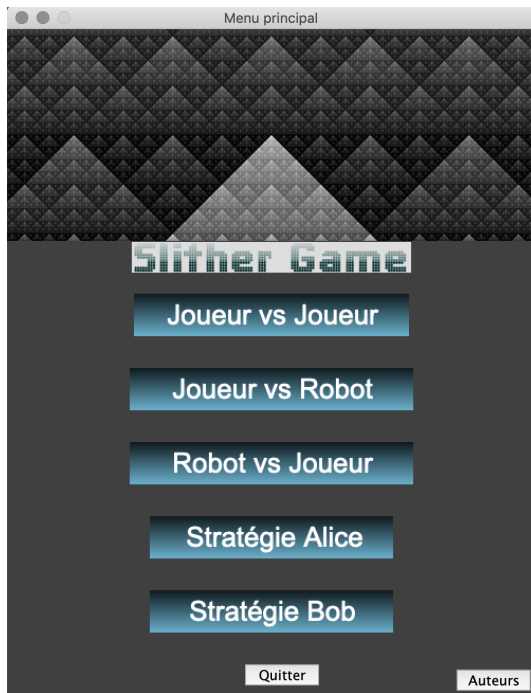 Menu principal
Slither Game
Joueur vs Joueur
Joueur vs Robot
Robot vs Joueur
Stratégie Alice
Stratégie Bob
Quitter
Auteurs